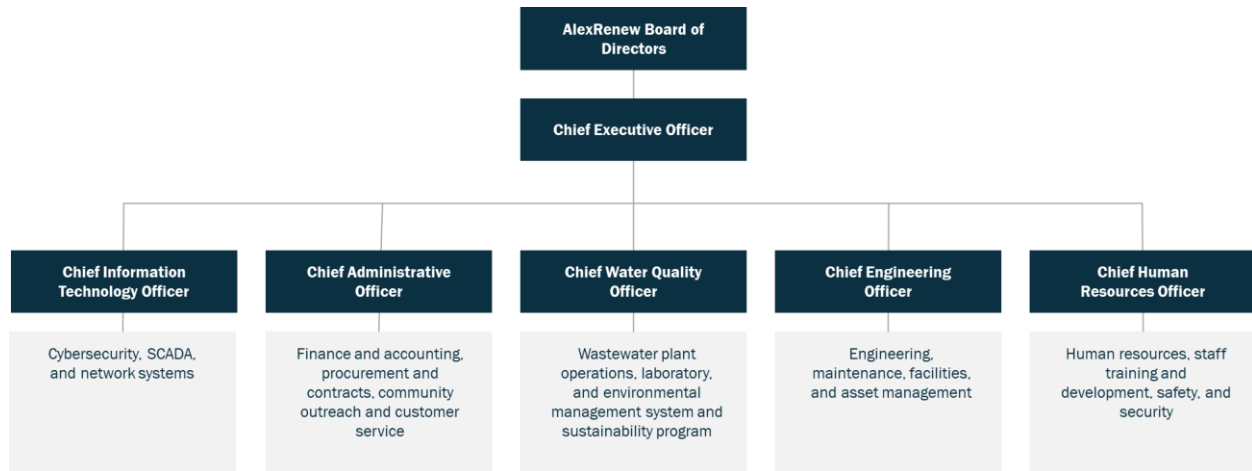 AlexRenew Board of
Directors
Chief Executive Officer
Chief Information
Technology Officer
Cybersecurity, SCADA,
and network systems
Chief Administrative
Officer
Finance and accounting,
procurement and
contracts, community
outreach and customer
service
Chief Water Quality
Officer
Wastewater plant
operations, laboratory,
and environmental
management system and
sustainability program
Chief Engineering
Officer
Engineering,
maintenance, facilities,
and asset management
Chief Human
Resources Officer
Human resources, staff
training and
development, safety, and
security